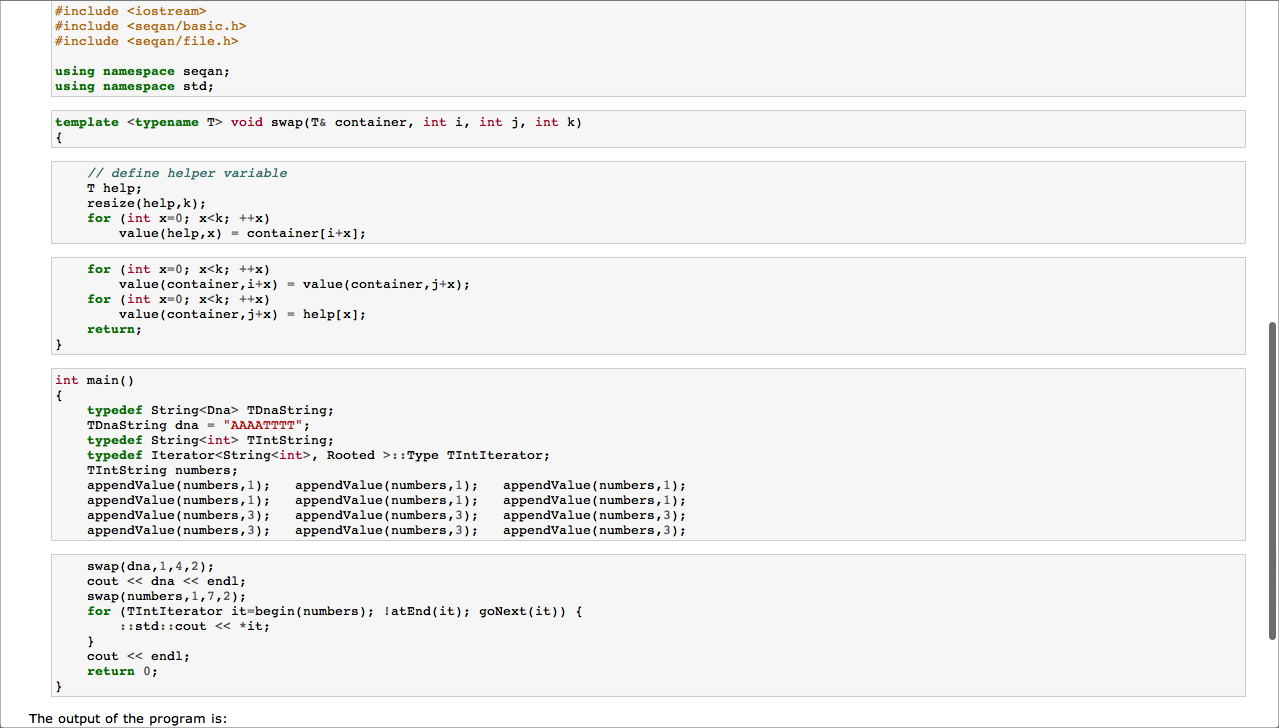 #include <iostream>
#include <seqan/basic.h>
#include <seqan/file.h>
using namespace seqan;
using namespace std;
template <typename T> void swap(T& container, int i, int j, int k)
{
// define helper variable
T help;
resize(help,k);
for (int x=0; x<k; ++x)
value(help,x) = container[i+x];
for (int x=0; x<k; ++x)
value(container,i+x) = value(container,j+x);
for (int x=0; x<k; ++x)
value(container,j+x) = help[x];
return;
}
int main()
{
typedef String<Dna> TDnaString;
TDnaString dna = "AAAATTTT";
typedef String<int> TIntString;
typedef Iterator<String<int>, Rooted >::Type TIntIterator;
TIntString numbers;
appendValue(numbers,1);   appendValue(numbers,1);   appendValue(numbers,1);
appendValue(numbers,1);   appendValue(numbers,1);   appendValue(numbers,1);
appendValue(numbers,3);   appendValue(numbers,3);   appendValue(numbers,3);
appendValue(numbers,3);   appendValue(numbers,3);   appendValue(numbers,3);
swap(dna,1,4,2);
cout << dna << endl;
swap(numbers,1,7,2);
for (TIntIterator it=begin(numbers); !atEnd(it); goNext(it)) {
::std::cout << *it;
}
cout << endl;
return 0;
}
The output of the program is: